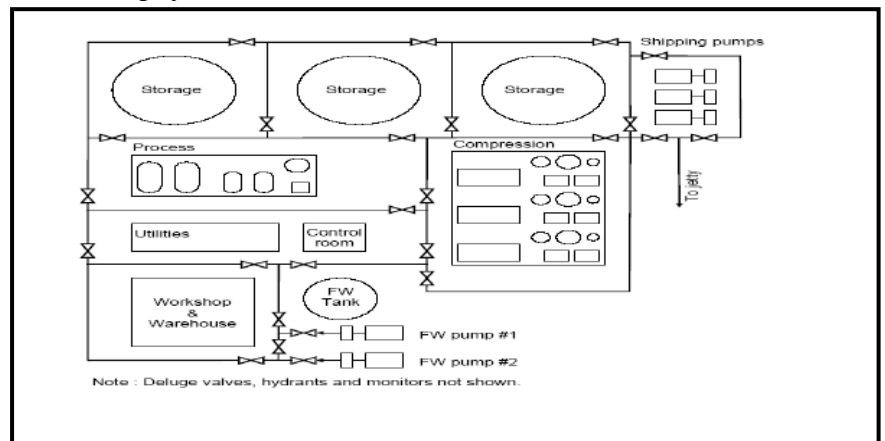 Shipping pumps
Storage
Storage
Storage
Process
Compression
To jetty
Utilities
Control
room
Workshop
&
Warehouse
FW
Tank
FW pump #1
FW pump #2
Note : Deluge valves, hydrants and monitors not shown.